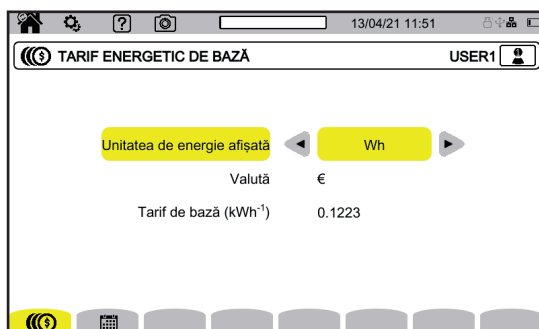 13/04/21 11:51
TARIF ENERGETIC DE BAZĂ USER1
Unitatea de energie afișată Wh
Valută €
Tarif de bază (kWh⁻¹) 0.1223